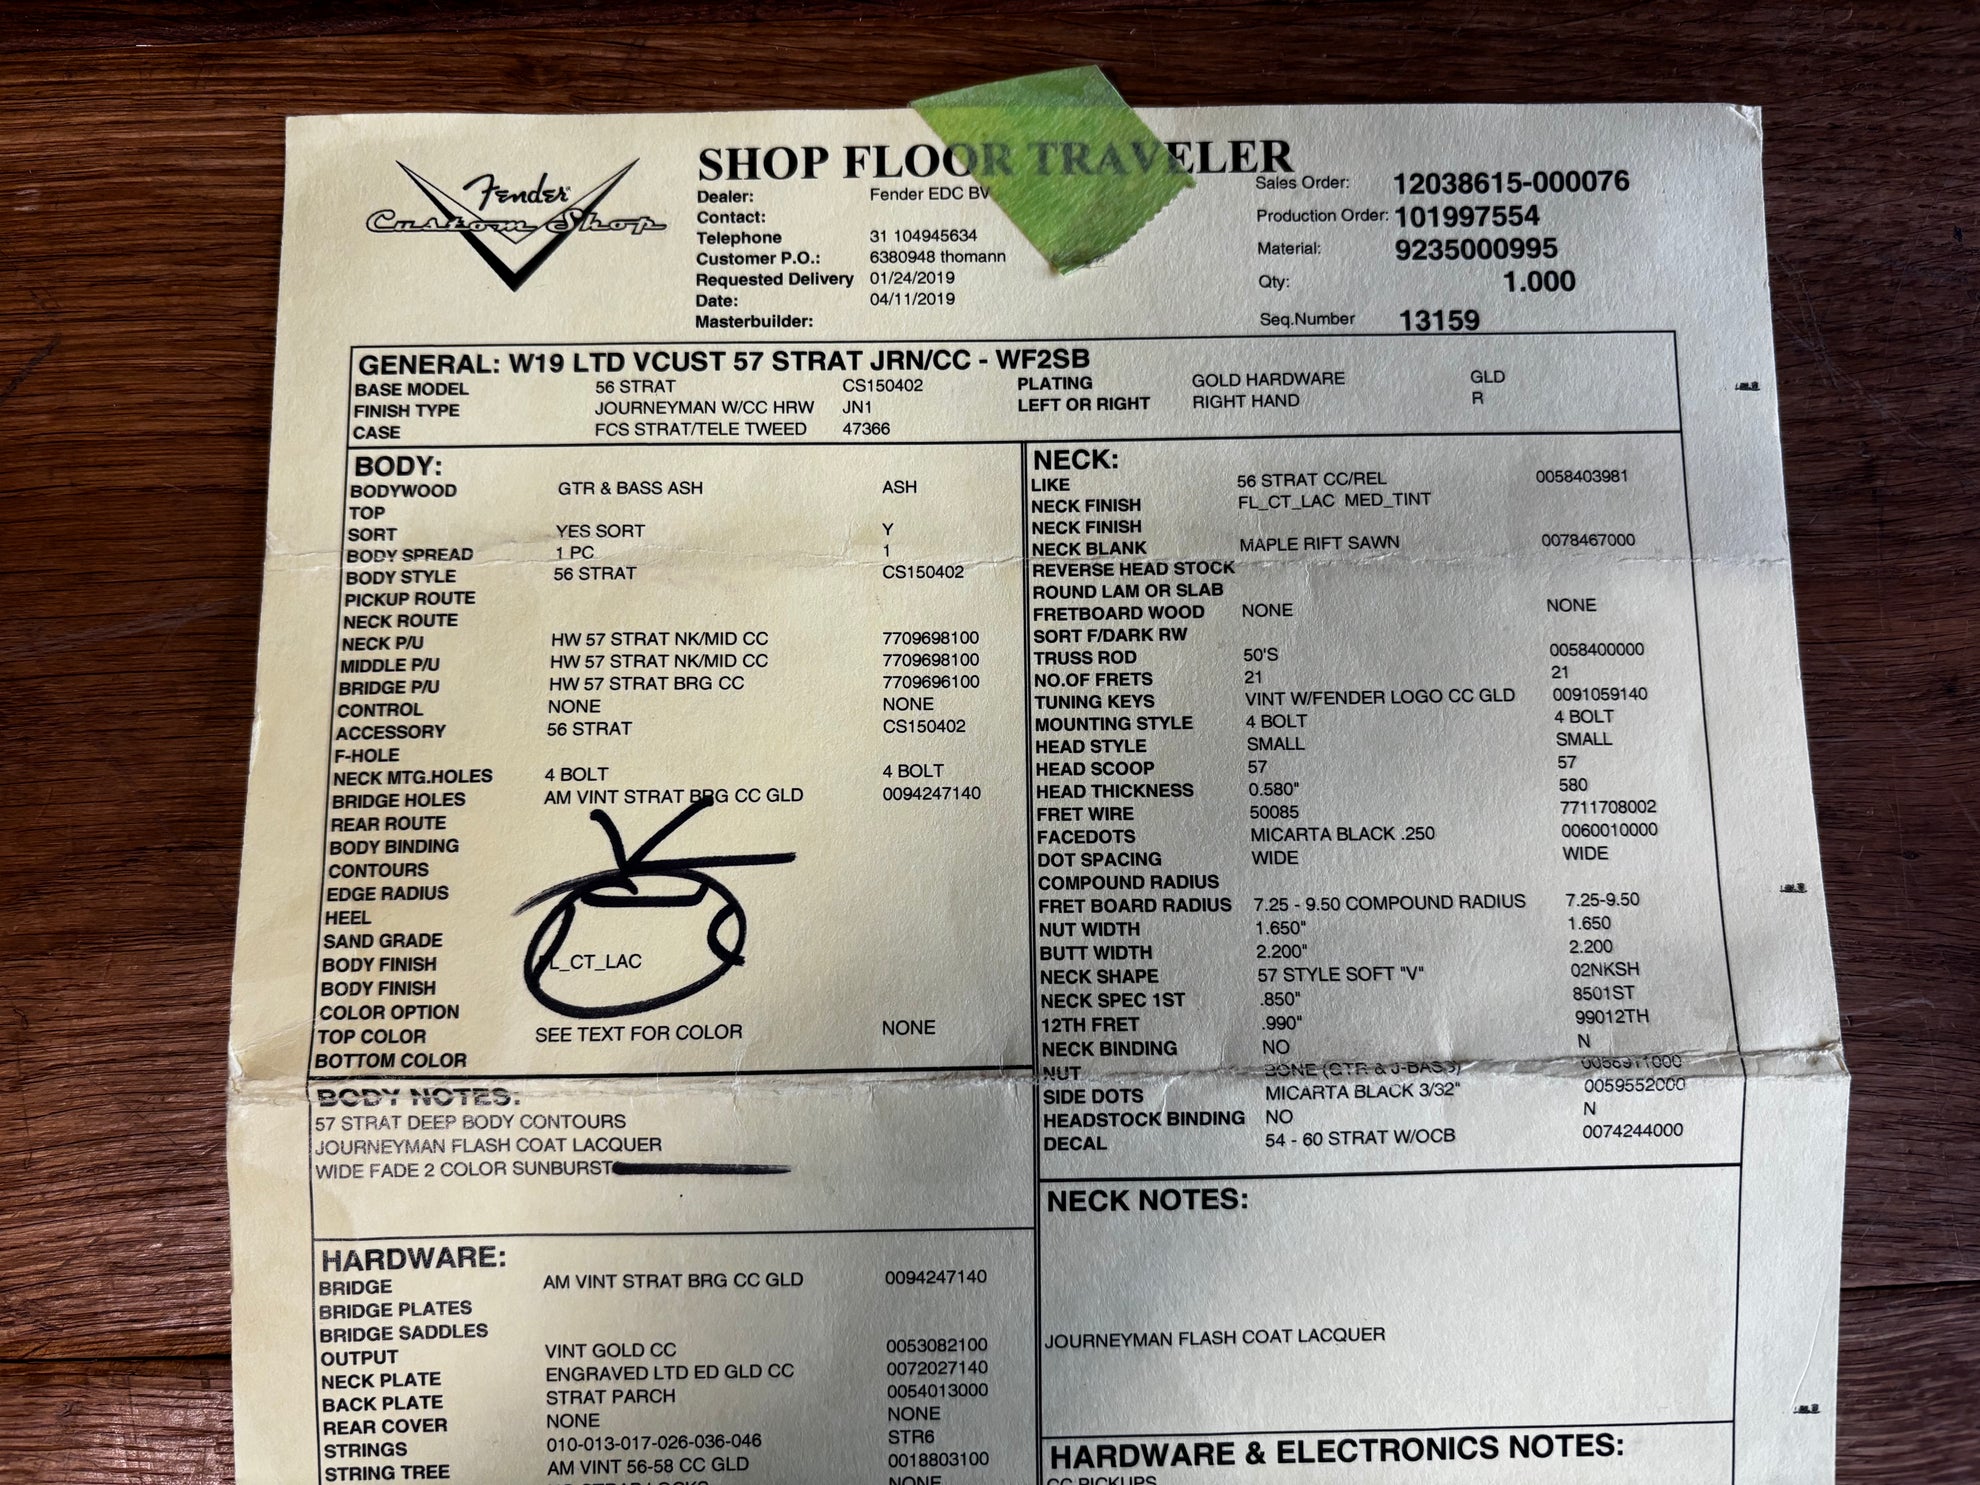 SHOP FLOOR TRAVELER
Fender
Custom Shop
Dealer: Fender EDC BV
Contact:
Telephone 31 104945634
Customer P.O.: 6380948 thomann
Requested Delivery 01/24/2019
Date: 04/11/2019
Masterbuilder:
Sales Order: 12038615-000076
Production Order: 101997554
Material: 9235000995
Qty: 1.000
Seq.Number 13159
GENERAL: W19 LTD VCUST 57 STRAT JRN/CC - WF2SB
BASE MODEL 56 STRAT CS150402 PLATING GOLD HARDWARE GLD
FINISH TYPE JOURNEYMAN W/CC HRW JN1 LEFT OR RIGHT RIGHT HAND R
CASE FCS STRAT/TELE TWEED 47366
BODY:
BODYWOOD GTR & BASS ASH ASH
TOP
SORT YES SORT Y
BODY SPREAD 1 PC 1
BODY STYLE 56 STRAT CS150402
PICKUP ROUTE
NECK ROUTE
NECK P/U HW 57 STRAT NK/MID CC 7709698100
MIDDLE P/U HW 57 STRAT NK/MID CC 7709698100
BRIDGE P/U HW 57 STRAT BRG CC 7709696100
CONTROL NONE NONE
ACCESSORY 56 STRAT CS150402
F-HOLE
NECK MTG.HOLES 4 BOLT 4 BOLT
BRIDGE HOLES AM VINT STRAT BRG CC GLD 0094247140
REAR ROUTE
BODY BINDING
CONTOURS
EDGE RADIUS
HEEL
SAND GRADE
BODY FINISH FL_CT_LAC
BODY FINISH
COLOR OPTION
TOP COLOR SEE TEXT FOR COLOR NONE
BOTTOM COLOR
BODY NOTES:
57 STRAT DEEP BODY CONTOURS
JOURNEYMAN FLASH COAT LACQUER
WIDE FADE 2 COLOR SUNBURST
HARDWARE:
BRIDGE AM VINT STRAT BRG CC GLD 0094247140
BRIDGE PLATES
BRIDGE SADDLES
OUTPUT VINT GOLD CC 0053082100
NECK PLATE ENGRAVED LTD ED GLD CC 0072027140
BACK PLATE STRAT PARCH 0054013000
REAR COVER NONE NONE
STRINGS 010-013-017-026-036-046 STR6
STRING TREE AM VINT 56-58 CC GLD 0018803100
NONE
NECK:
LIKE 56 STRAT CC/REL 0058403981
NECK FINISH FL_CT_LAC MED_TINT
NECK FINISH
NECK BLANK MAPLE RIFT SAWN 0078467000
REVERSE HEAD STOCK
ROUND LAM OR SLAB
FRETBOARD WOOD NONE NONE
SORT F/DARK RW
TRUSS ROD 50'S 0058400000
NO.OF FRETS 21 21
TUNING KEYS VINT W/FENDER LOGO CC GLD 0091059140
MOUNTING STYLE 4 BOLT 4 BOLT
HEAD STYLE SMALL SMALL
HEAD SCOOP 57 57
HEAD THICKNESS 0.580" 580
FRET WIRE 50085 7711708002
FACEDOTS MICARTA BLACK .250 0060010000
DOT SPACING WIDE WIDE
COMPOUND RADIUS
FRET BOARD RADIUS 7.25 - 9.50 COMPOUND RADIUS 7.25-9.50
NUT WIDTH 1.650" 1.650
BUTT WIDTH 2.200" 2.200
NECK SHAPE 57 STYLE SOFT "V" 02NKSH
NECK SPEC 1ST .850" 8501ST
12TH FRET .990" 99012TH
NECK BINDING NO N
NUT BONE (GTR & J-BASS) 0056911000
SIDE DOTS MICARTA BLACK 3/32" 0059552000
HEADSTOCK BINDING NO N
DECAL 54 - 60 STRAT W/OCB 0074244000
NECK NOTES:
JOURNEYMAN FLASH COAT LACQUER
HARDWARE & ELECTRONICS NOTES:
CC PICKUPS